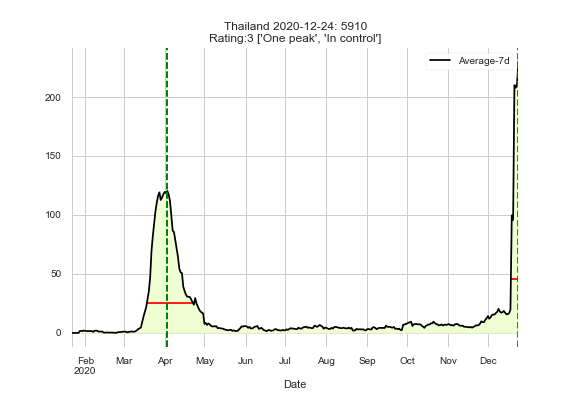 Thailand 2020-12-24: 5910
Rating:3 ['One peak', 'In control']
Average-7d
200
150
100
50
0
Feb Mar Apr May Jun Jul Aug Sep Oct Nov Dec
2020
Date